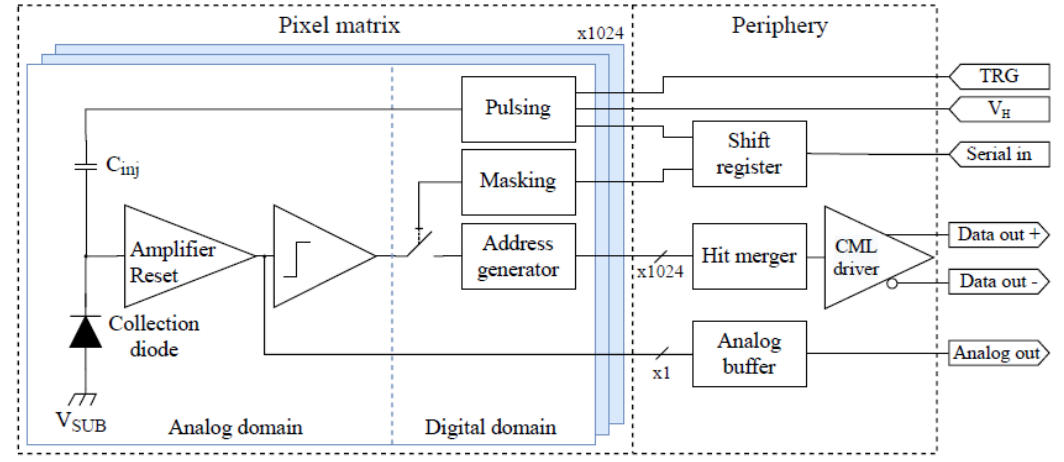 Pixel matrix
x1024
Periphery
Pulsing
TRG
V_H
Shift
register
Serial in
C_inj
Masking
Amplifier
Reset
Address
generator
x1024
Hit merger
CML
driver
Data out +
Data out -
Collection
diode
x1
Analog
buffer
Analog out
V_SUB
Analog domain
Digital domain